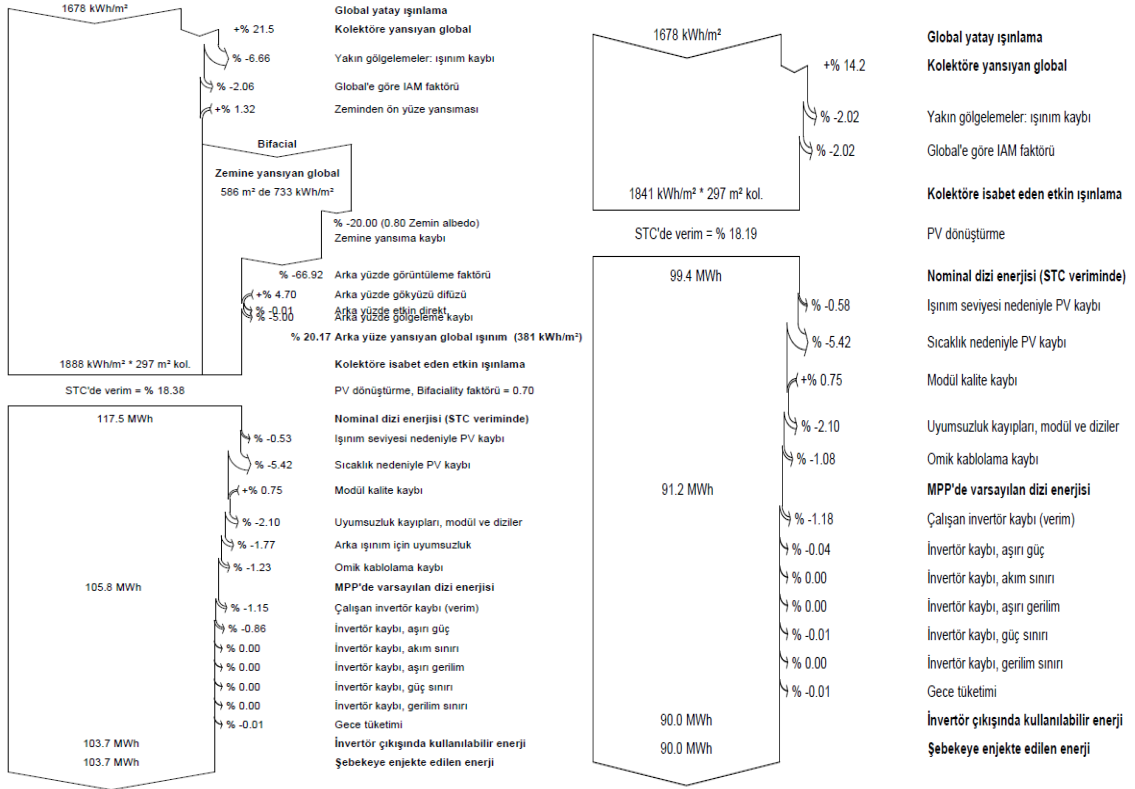 1678 kWh/m² Global yatay ışınlama
+% 21.5 Kolektöre yansıyan global
% -6.66 Yakın gölgelemeler: ışınım kaybı
% -2.06 Global'e göre IAM faktörü
+% 1.32 Zeminden ön yüze yansıması
Bifacial
Zemine yansıyan global
586 m² de 733 kWh/m²
% -20.00 (0.80 Zemin albedo)
Zemine yansıma kaybı
% -66.92 Arka yüzde görüntüleme faktörü
+% 4.70 Arka yüzde gökyüzü difüzü
% -0.01 Arka yüzde etkin direkt
% -5.00 Arka yüzde gölgeleme kaybı
% 20.17 Arka yüze yansıyan global ışınım (381 kWh/m²)
1888 kWh/m² * 297 m² kol. Kolektöre isabet eden etkin ışınlama
STC'de verim = % 18.38 PV dönüştürme, Bifaciality faktörü = 0.70
117.5 MWh Nominal dizi enerjisi (STC veriminde)
% -0.53 Işınım seviyesi nedeniyle PV kaybı
% -5.42 Sıcaklık nedeniyle PV kaybı
+% 0.75 Modül kalite kaybı
% -2.10 Uyumsuzluk kayıpları, modül ve diziler
% -1.77 Arka ışınım için uyumsuzluk
% -1.23 Omik kablolama kaybı
105.8 MWh MPP'de varsayılan dizi enerjisi
% -1.15 Çalışan invertör kaybı (verim)
% -0.86 İnvertör kaybı, aşırı güç
% 0.00 İnvertör kaybı, akım sınırı
% 0.00 İnvertör kaybı, aşırı gerilim
% 0.00 İnvertör kaybı, güç sınırı
% 0.00 İnvertör kaybı, gerilim sınırı
% -0.01 Gece tüketimi
103.7 MWh İnvertör çıkışında kullanılabilir enerji
103.7 MWh Şebekeye enjekte edilen enerji
1678 kWh/m² Global yatay ışınlama
+% 14.2 Kolektöre yansıyan global
% -2.02 Yakın gölgelemeler: ışınım kaybı
% -2.02 Global'e göre IAM faktörü
1841 kWh/m² * 297 m² kol. Kolektöre isabet eden etkin ışınlama
STC'de verim = % 18.19 PV dönüştürme
99.4 MWh Nominal dizi enerjisi (STC veriminde)
% -0.58 Işınım seviyesi nedeniyle PV kaybı
% -5.42 Sıcaklık nedeniyle PV kaybı
+% 0.75 Modül kalite kaybı
% -2.10 Uyumsuzluk kayıpları, modül ve diziler
% -1.08 Omik kablolama kaybı
91.2 MWh MPP'de varsayılan dizi enerjisi
% -1.18 Çalışan invertör kaybı (verim)
% -0.04 İnvertör kaybı, aşırı güç
% 0.00 İnvertör kaybı, akım sınırı
% 0.00 İnvertör kaybı, aşırı gerilim
% -0.01 İnvertör kaybı, güç sınırı
% 0.00 İnvertör kaybı, gerilim sınırı
% -0.01 Gece tüketimi
90.0 MWh İnvertör çıkışında kullanılabilir enerji
90.0 MWh Şebekeye enjekte edilen enerji